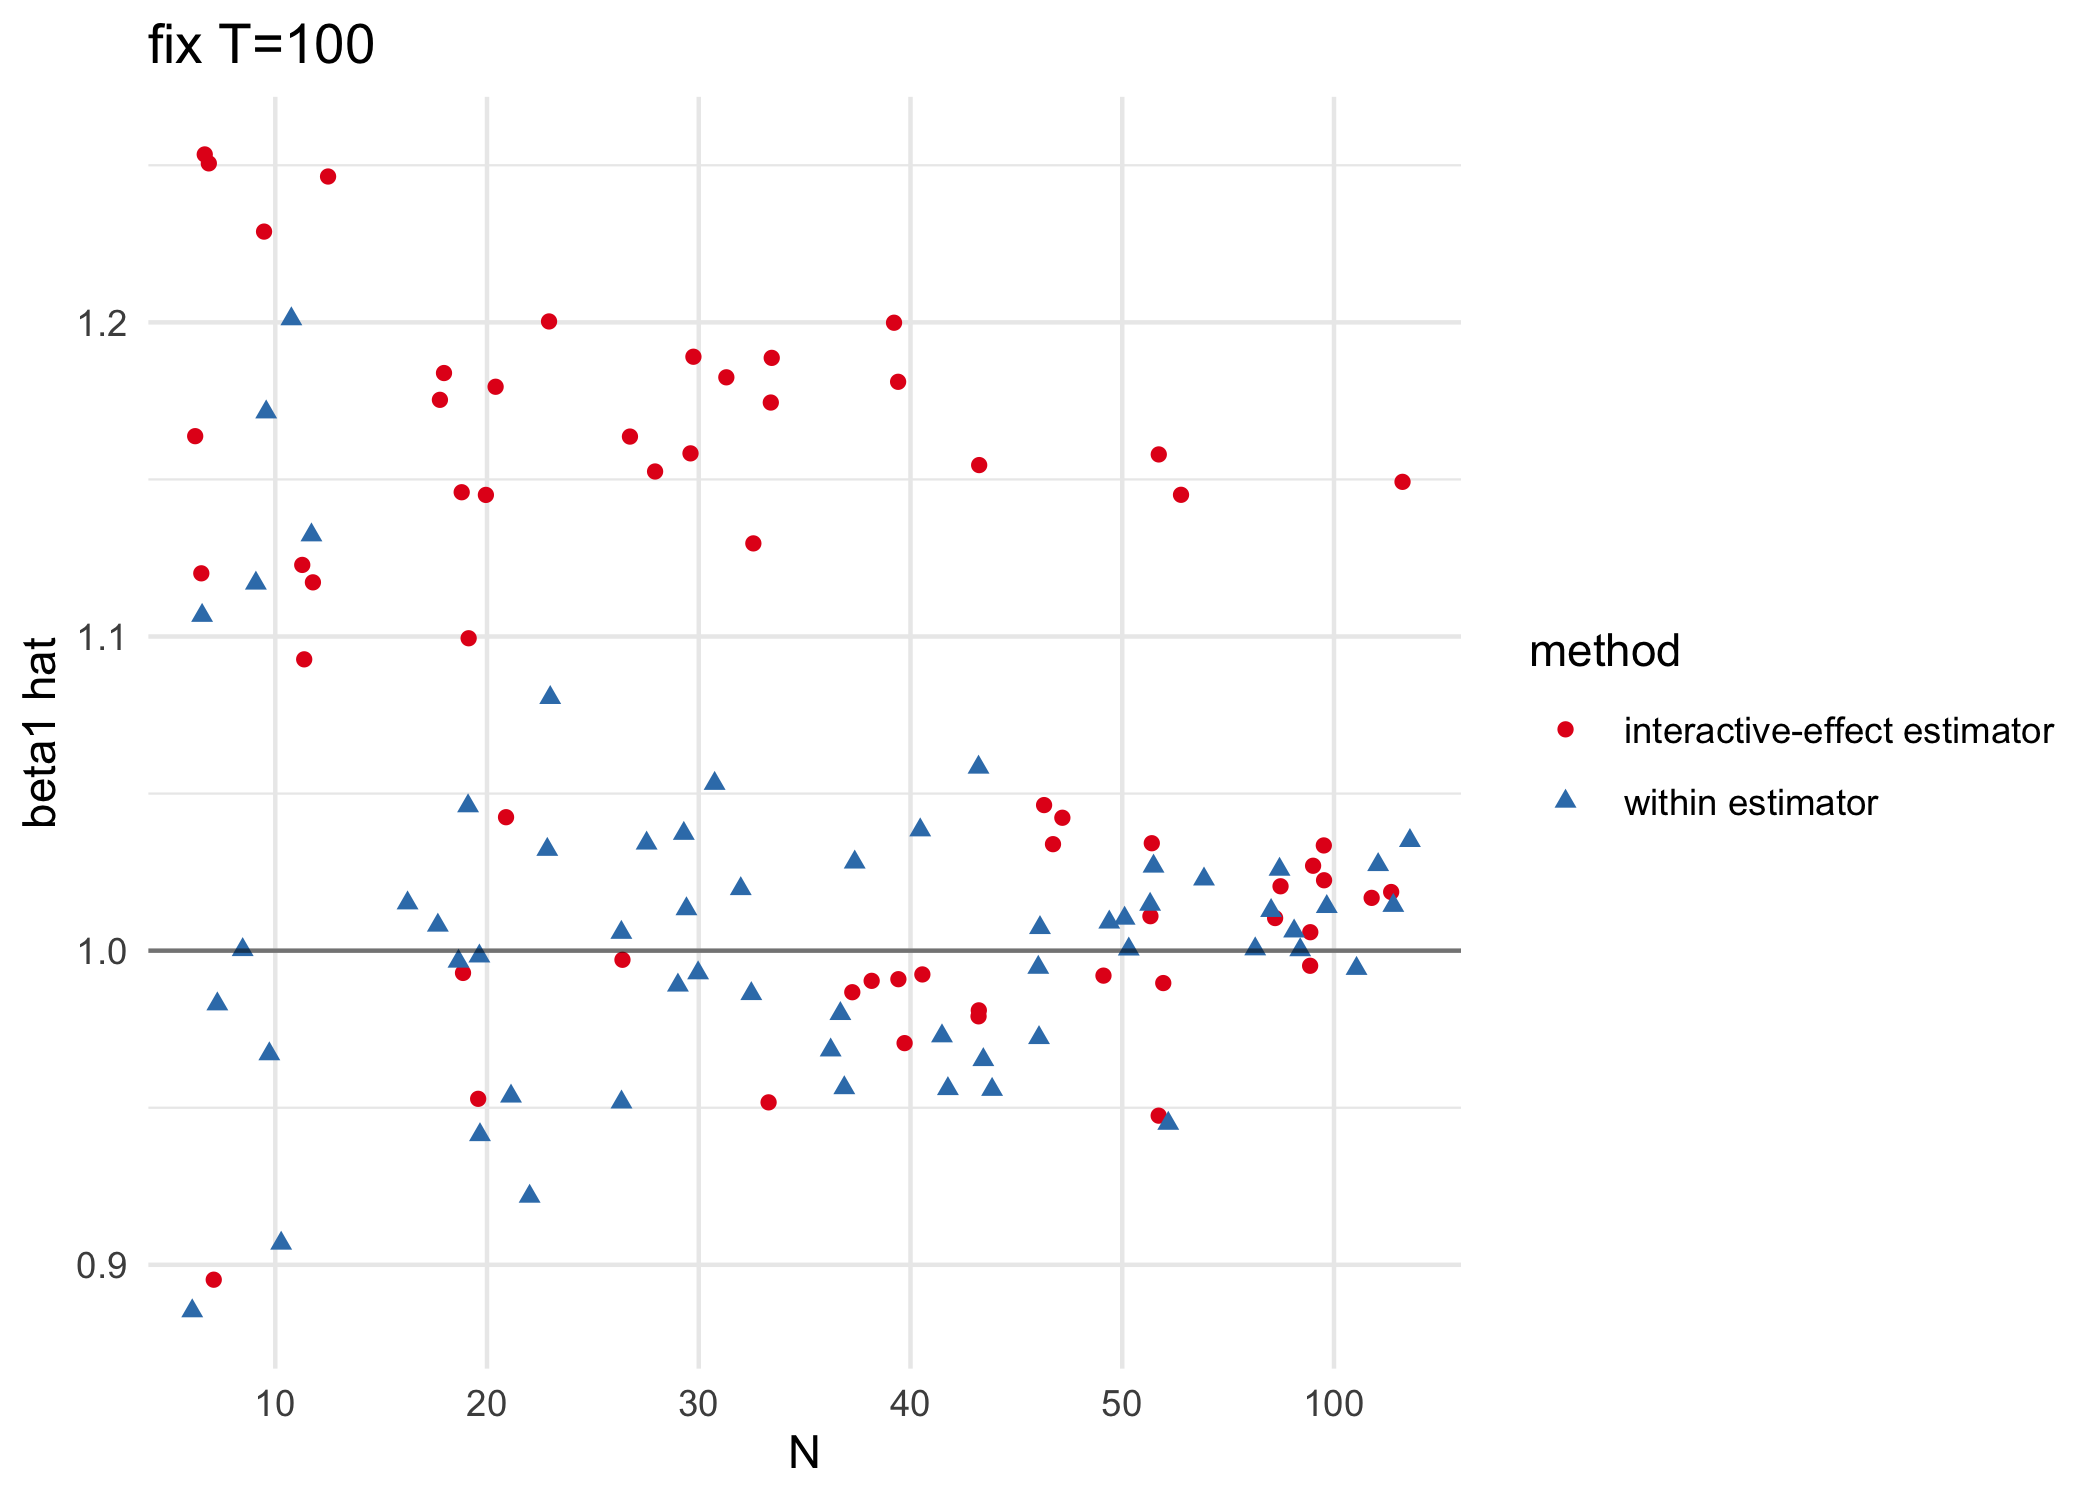 fix T=100
beta1 hat
1.2
1.1
1.0
0.9
10 20 30 40 50 100
N
method
interactive-effect estimator
within estimator